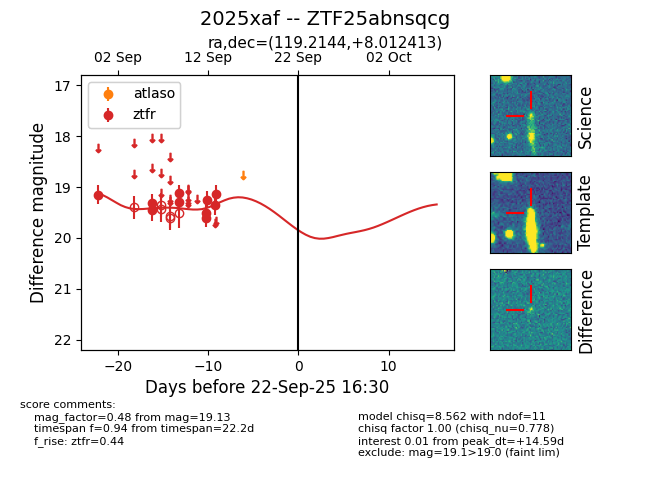 2025xaf -- ZTF25abnsqcg
ra,dec=(119.2144,+8.012413)
02 Sep 12 Sep 22 Sep 02 Oct
atlaso
ztfr
17
18
19
20
21
22
Difference magnitude
−20 −10 0 10
Days before 22-Sep-25 16:30
Science
Template
Difference
score comments:
mag_factor=0.48 from mag=19.13
timespan f=0.94 from timespan=22.2d
f_rise: ztfr=0.44
model chisq=8.562 with ndof=11
chisq factor 1.00 (chisq_nu=0.778)
interest 0.01 from peak_dt=+14.59d
exclude: mag=19.1>19.0 (faint lim)